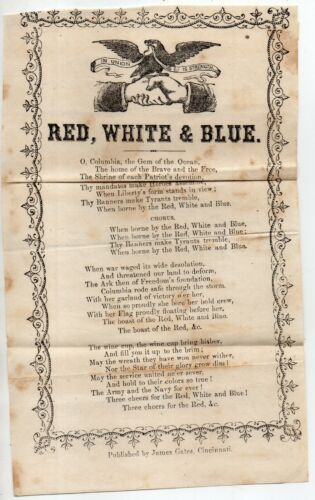 IN UNION IS STRENGTH
RED, WHITE & BLUE.
O, Columbia, the Gem of the Ocean,
The home of the Brave and the Free,
The Shrine of each Patriot's devotion,
Thy mandates make Heroes assemble,
When Liberty's form stands in view;
Thy Banners make Tyrants tremble,
When borne by the Red, White and Blue.
CHORUS.
When borne by the Red, White and Blue,
When borne by the Red, White and Blue;
Thy Banners make Tyrants tremble,
When borne by the Red, White and Blue.
When war waged its wide desolation,
And threatened our land to deform,
The Ark then of Freedom's foundation,
Columbia rode safe through the storm.
With her garland of victory o'er her,
When so proudly she bore her bold crew,
With her Flag proudly floating before her,
The boast of the Red, White and Blue.
The boast of the Red, &c.
The wine cup, the wine cup bring hither,
And fill you it up to the brim;
May the wreath they have won never wither,
Nor the Star of their glory grow dim!
May the service united ne'er sever,
And hold to their colors so true!
The Army and the Navy for ever!
Three cheers for the Red, White and Blue!
Three cheers for the Red, &c.
Published by James Gates, Cincinnati.